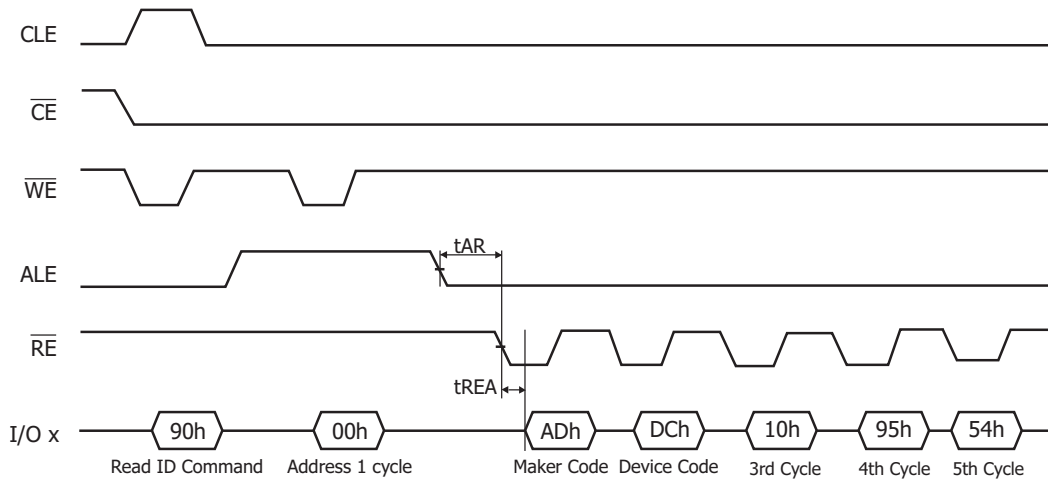 CLE
CE
WE
ALE
tAR
RE
tREA
I/O x
90h 00h ADh DCh 10h 95h 54h
Read ID Command Address 1 cycle Maker Code Device Code 3rd Cycle 4th Cycle 5th Cycle